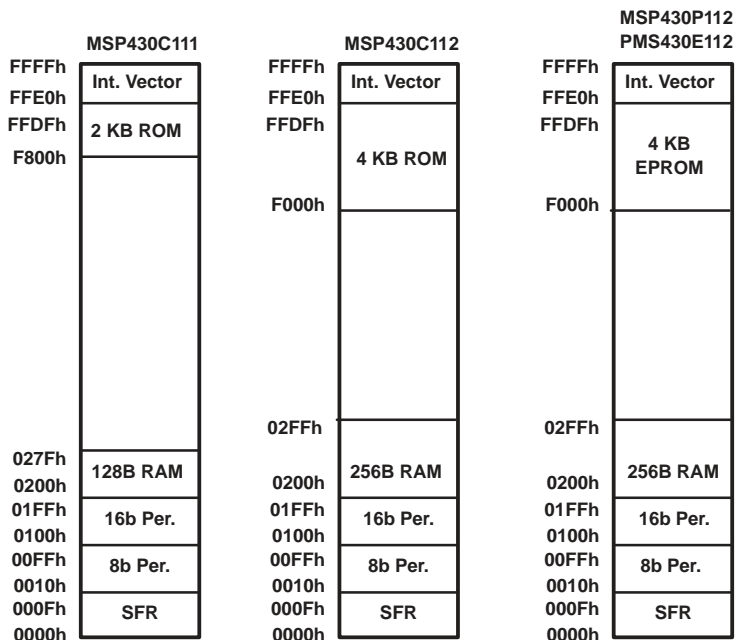 MSP430C111
FFFFh
Int. Vector
FFE0h
FFDFh
2 KB ROM
F800h
027Fh
128B RAM
0200h
01FFh
16b Per.
0100h
00FFh
8b Per.
0010h
000Fh
SFR
0000h
MSP430C112
FFFFh
Int. Vector
FFE0h
FFDFh
4 KB ROM
F000h
02FFh
256B RAM
0200h
01FFh
16b Per.
0100h
00FFh
8b Per.
0010h
000Fh
SFR
0000h
MSP430P112
PMS430E112
FFFFh
Int. Vector
FFE0h
FFDFh
4 KB
EPROM
F000h
02FFh
256B RAM
0200h
01FFh
16b Per.
0100h
00FFh
8b Per.
0010h
000Fh
SFR
0000h